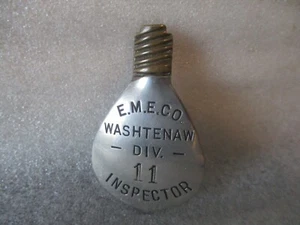 E.M.E.CO
WASHTENAW
- DIV. -
11
INSPECTOR